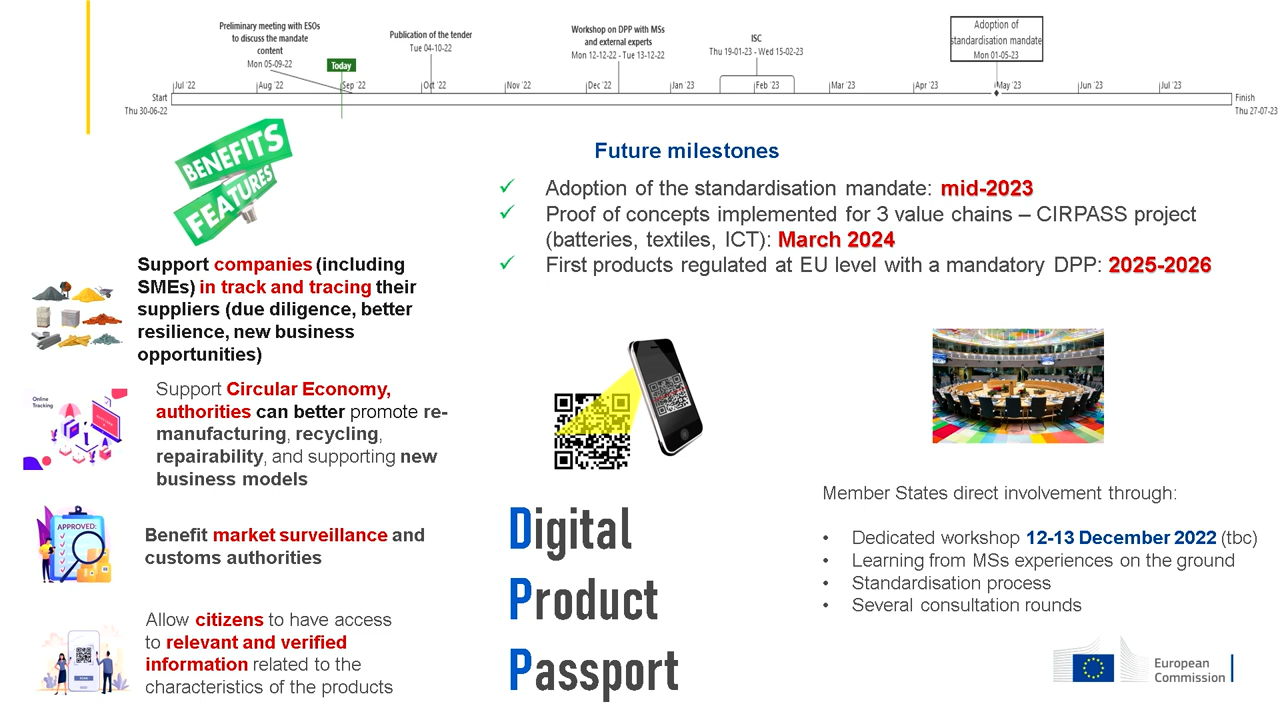 Preliminary meeting with ESOs
to discuss the mandate
content
Mon 05-09-22
Today
Publication of the tender
Tue 04-10-22
Workshop on DPP with MSs
and external experts
Mon 12-12-22 - Tue 13-12-22
ISC
Thu 19-01-23 - Wed 15-02-23
Adoption of
standardisation mandate
Mon 01-05-23
Jul '22
Aug '22
Sep '22
Oct '22
Nov '22
Dec '22
Jan '23
Feb '23
Mar '23
Apr '23
May '23
Jun '23
Jul '23
Start
Thu 30-06-22
Finish
Thu 27-07-23
BENEFITS
FEATURES
Future milestones
✓ Adoption of the standardisation mandate: mid-2023
✓ Proof of concepts implemented for 3 value chains – CIRPASS project
(batteries, textiles, ICT): March 2024
✓ First products regulated at EU level with a mandatory DPP: 2025-2026
Support companies (including
SMEs) in track and tracing their
suppliers (due diligence, better
resilience, new business
opportunities)
Online
Tracking
Support Circular Economy,
authorities can better promote re-
manufacturing, recycling,
repairability, and supporting new
business models
APPROVED:
Benefit market surveillance and
customs authorities
Allow citizens to have access
to relevant and verified
information related to the
characteristics of the products
Digital
Product
Passport
Member States direct involvement through:
• Dedicated workshop 12-13 December 2022 (tbc)
• Learning from MSs experiences on the ground
• Standardisation process
• Several consultation rounds
European
Commission